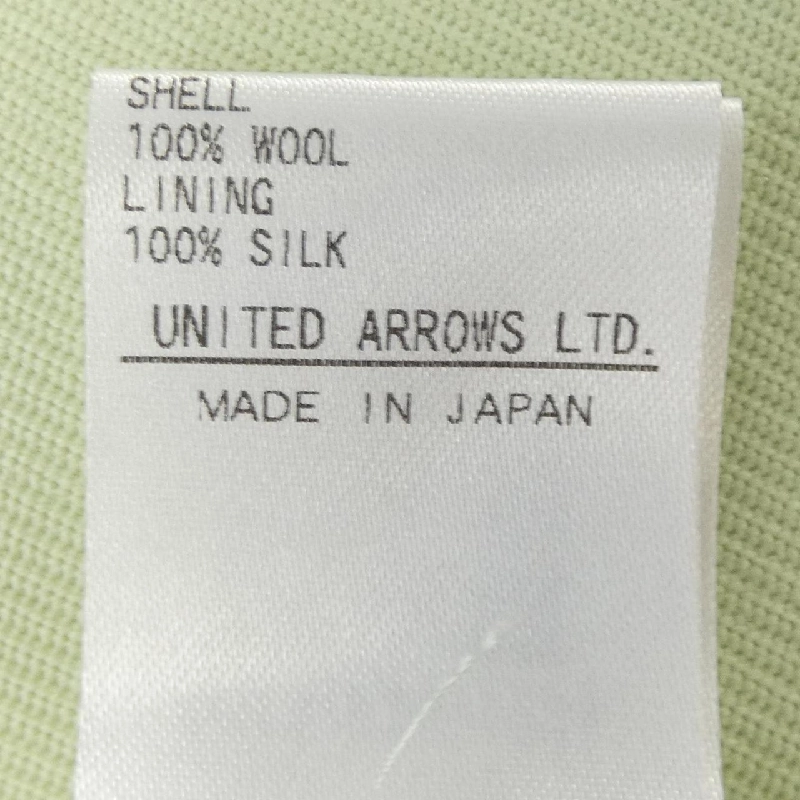 SHELL
100% WOOL
LINING
100% SILK
UNITED ARROWS LTD.
MADE IN JAPAN